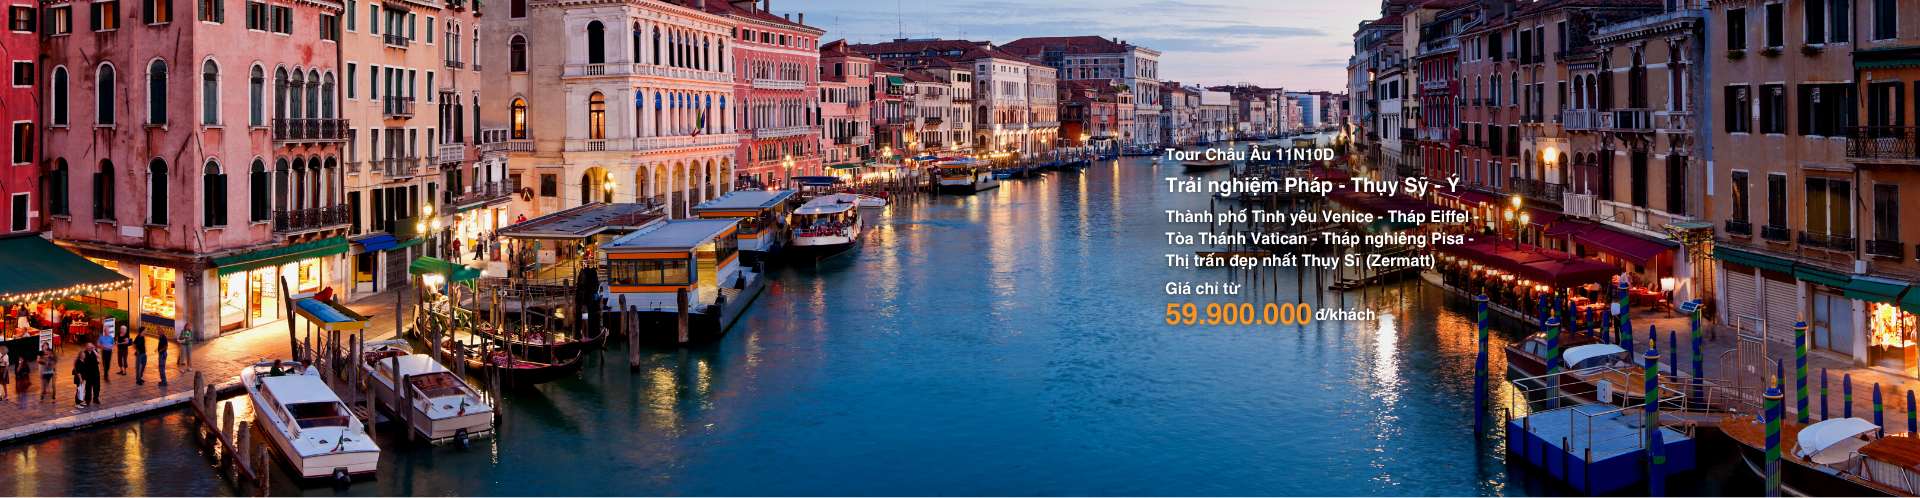 Tour Châu Âu 11N10D
Trải nghiệm Pháp - Thụy Sỹ - Ý
Thành phố Tình yêu Venice - Tháp Eiffel -
Tòa Thánh Vatican - Tháp nghiêng Pisa -
Thị trấn đẹp nhất Thụy Sĩ (Zermatt)
Giá chỉ từ
59.900.000 đ/khách